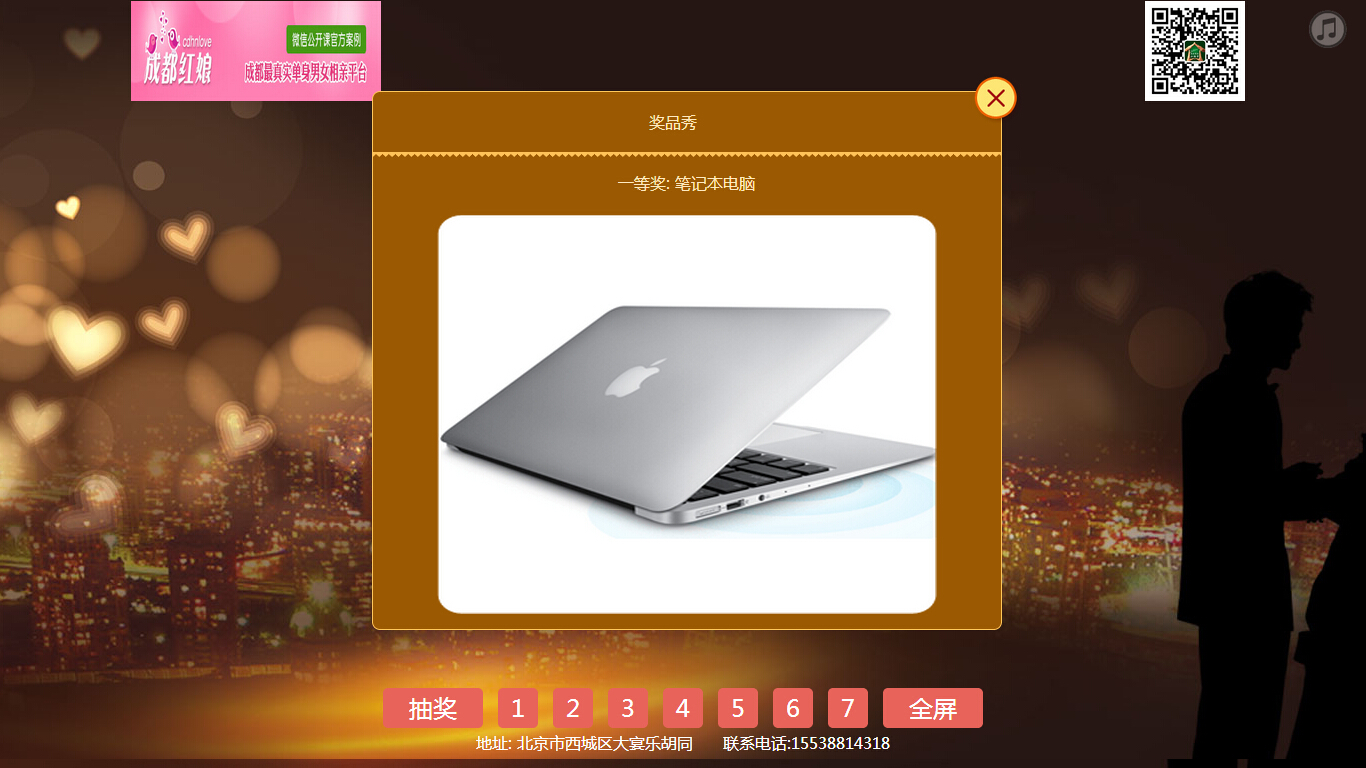 cdhnlove
成都红娘
微信公开课官方案例
成都最真实单身男女相亲平台
奖品秀
一等奖: 笔记本电脑
抽奖 1 2 3 4 5 6 7 全屏
地址: 北京市西城区大宴乐胡同 联系电话:15538814318